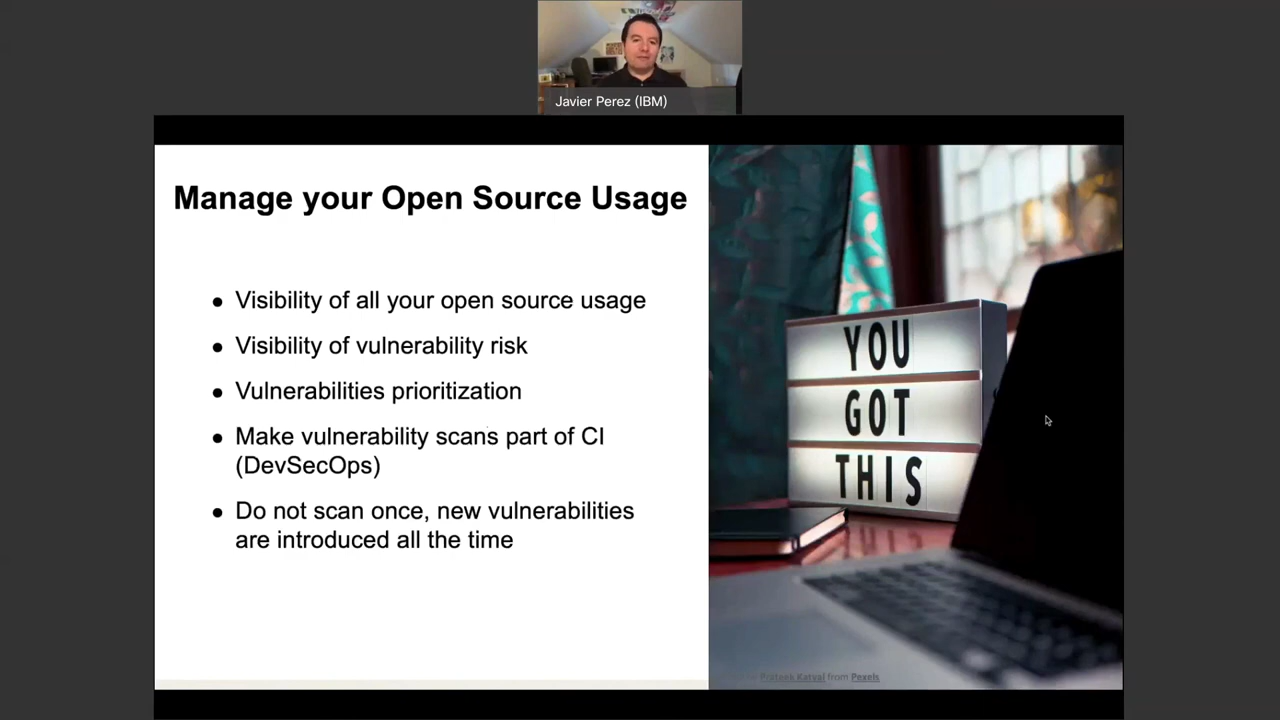 Javier Perez (IBM)
Manage your Open Source Usage
● Visibility of all your open source usage
● Visibility of vulnerability risk
● Vulnerabilities prioritization
● Make vulnerability scans part of CI
(DevSecOps)
● Do not scan once, new vulnerabilities
are introduced all the time
YOU
GOT
THIS
Prateek Katyal from Pexels